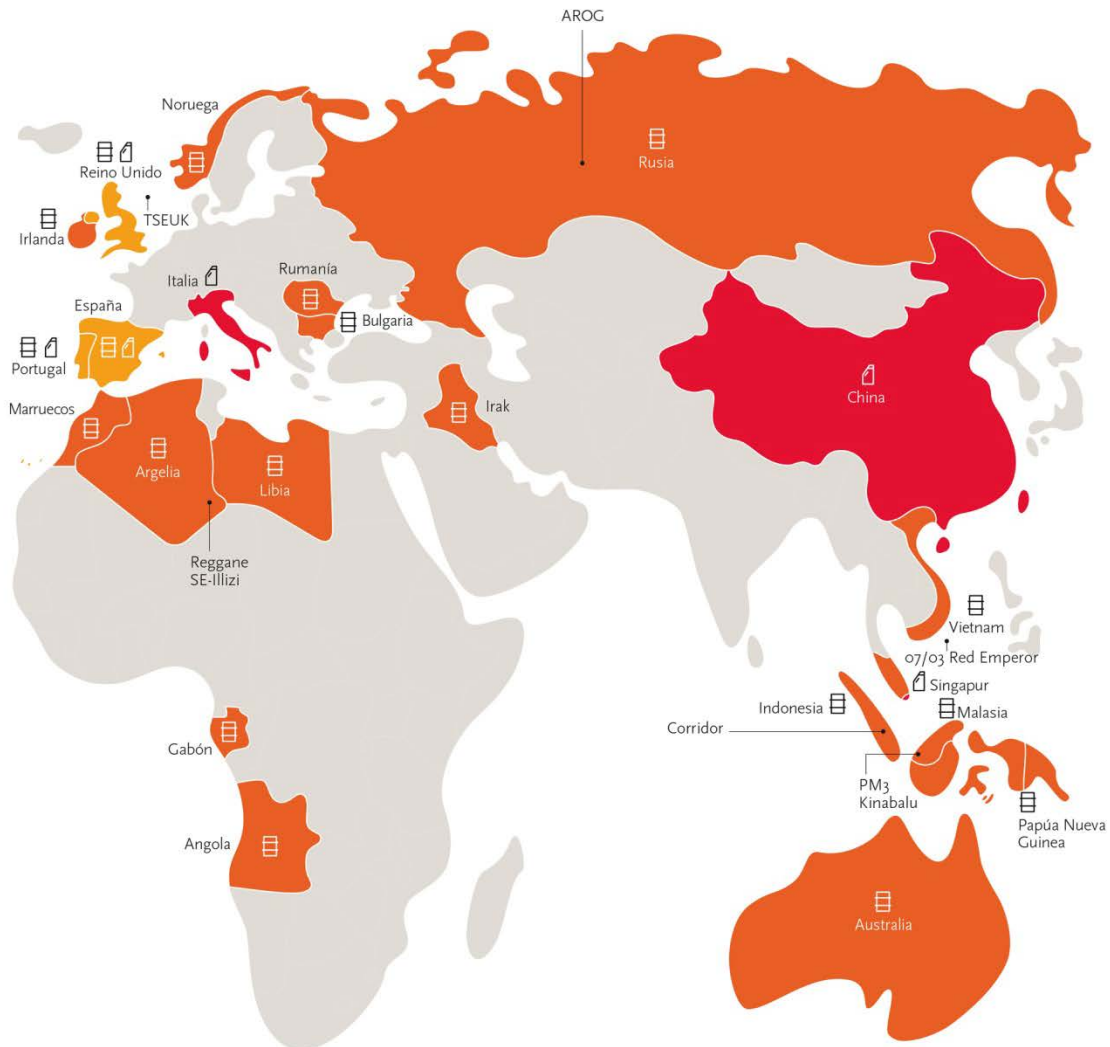 AROG
Noruega
Rusia
Reino Unido
TSEUK
Irlanda
Italia
Rumanía
España
Bulgaria
Portugal
Marruecos
Irak
China
Argelia
Libia
Reggane
SE-Illizi
Vietnam
07/03 Red Emperor
Singapur
Indonesia
Malasia
Corridor
Gabón
PM3
Kinabalu
Papúa Nueva
Guinea
Angola
Australia